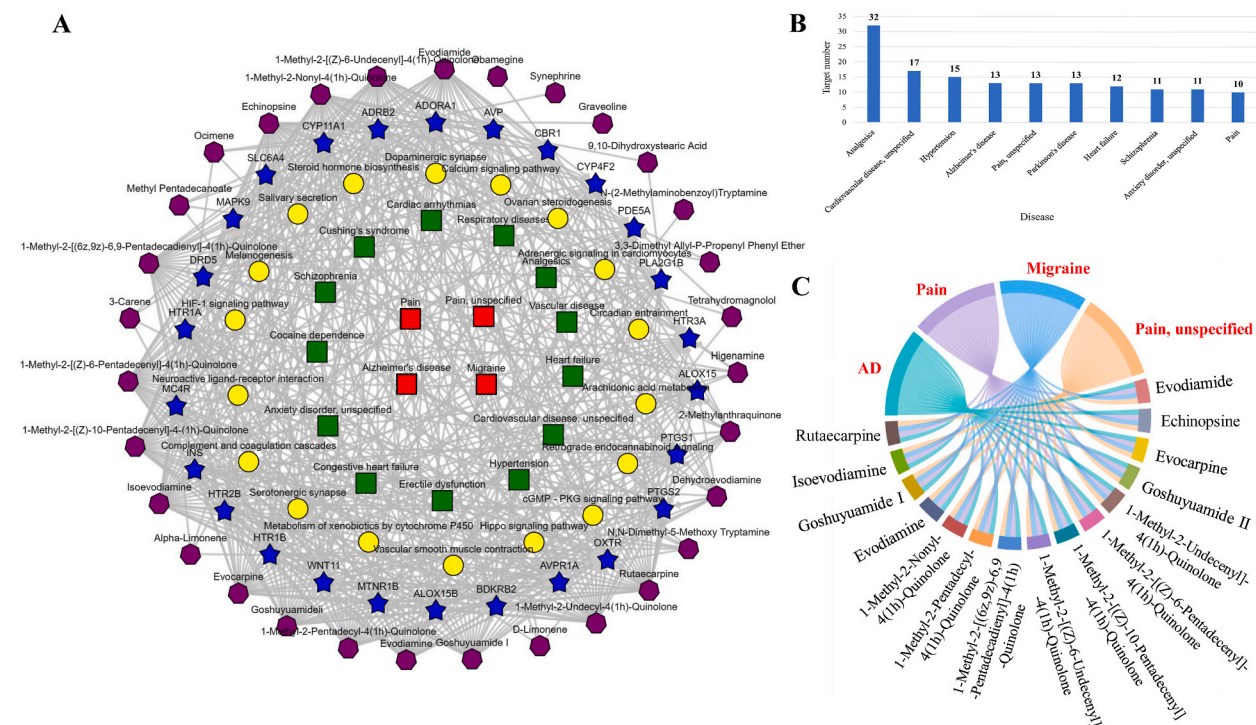 A
Evodiamide
1-Methyl-2-[(Z)-6-Undecenyl]-4(1h)-Quinolone
Obamegine
1-Methyl-2-Nonyl-4(1h)-Quinolone
Synephrine
Echinopsine
Graveoline
ADORA1
ADRB2
AVP
CYP11A1
CBR1
Ocimene
9,10-Dihydroxystearic Acid
SLC6A4
Dopaminergic synapse
Steroid hormone biosynthesis
Calcium signaling pathway
CYP4F2
Methyl Pentadecanoate
N-(2-Methylaminobenzoyl)Tryptamine
MAPK9
Salivary secretion
Cardiac arrhythmias
Ovarian steroidogenesis
PDE5A
Cushing's syndrome
Respiratory diseases
1-Methyl-2-[(6z,9z)-6,9-Pentadecadienyl]-4(1h)-Quinolone
3,3-Dimethyl Allyl-P-Propenyl Phenyl Ether
Melanogenesis
Adrenergic signaling in cardiomyocytes
DRD5
Analgesics
PLA2G1B
Schizophrenia
3-Carene
HIF-1 signaling pathway
Pain
Pain, unspecified
Vascular disease
Tetrahydromagnolol
HTR1A
Circadian entrainment
HTR3A
Cocaine dependence
1-Methyl-2-[(Z)-6-Pentadecenyl]-4(1h)-Quinolone
Heart failure
Higenamine
Neuroactive ligand-receptor interaction
Alzheimer's disease
Migraine
ALOX15
MC4R
Arachidonic acid metabolism
Anxiety disorder, unspecified
Cardiovascular disease, unspecified
2-Methylanthraquinone
1-Methyl-2-[(Z)-10-Pentadecenyl]-4-(1h)-Quinolone
Complement and coagulation cascades
PTGS1
INS
Retrograde endocannabinoid signaling
Congestive heart failure
Hypertension
Dehydroevodiamine
Isoevodiamine
HTR2B
Serotonergic synapse
Erectile dysfunction
cGMP - PKG signaling pathway
PTGS2
Metabolism of xenobiotics by cytochrome P450
Hippo signaling pathway
N,N-Dimethyl-5-Methoxy Tryptamine
Alpha-Limonene
HTR1B
Vascular smooth muscle contraction
OXTR
Rutaecarpine
Evocarpine
WNT11
AVPR1A
MTNR1B
ALOX15B
BDKRB2
1-Methyl-2-Undecyl-4(1h)-Quinolone
GoshuyuamideIi
1-Methyl-2-Pentadecyl-4(1h)-Quinolone
D-Limonene
Evodiamine
Goshuyuamide I
B
Target number
35
30
25
20
15
10
5
0
32
17
15
13
13
13
12
11
11
10
Analgesics
Cardiovascular disease, unspecified
Hypertension
Alzheimer's disease
Pain, unspecified
Parkinson's disease
Heart failure
Schizophrenia
Anxiety disorder, unspecified
Pain
Disease
C
Migraine
Pain
Pain, unspecified
AD
Evodiamide
Echinopsine
Evocarpine
Goshuyuamide II
1-Methyl-2-Undecenyl]-
4(1h)-Quinolone
1-Methyl-2-[(Z)-6-Pentadecenyl]-
4(1h)-Quinolone
1-Methyl-2-[(Z)-10-Pentadecenyl]
-4(1h)-Quinolone
1-Methyl-2-[(Z)-6-Undecenyl]
-4(1h)-Quinolone
1-Methyl-2-[(6z,9z)-6,9
-Pentadecadienyl]-4(1h)
-Quinolone
1-Methyl-2-Pentadecyl-
4(1h)-Quinolone
1-Methyl-2-Nonyl-
4(1h)-Quinolone
Evodiamine
Goshuyuamide I
Isoevodiamine
Rutaecarpine